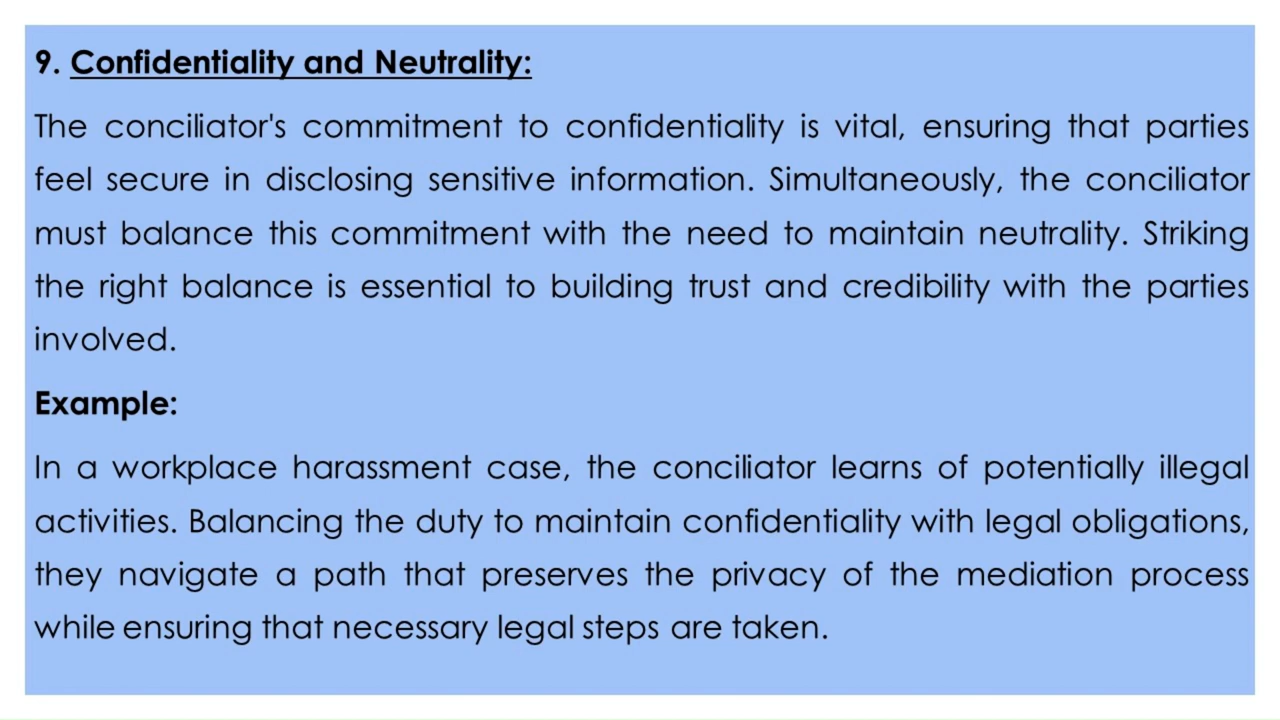 9. Confidentiality and Neutrality:
The conciliator's commitment to confidentiality is vital, ensuring that parties
feel secure in disclosing sensitive information. Simultaneously, the conciliator
must balance this commitment with the need to maintain neutrality. Striking
the right balance is essential to building trust and credibility with the parties
involved.
Example:
In a workplace harassment case, the conciliator learns of potentially illegal
activities. Balancing the duty to maintain confidentiality with legal obligations,
they navigate a path that preserves the privacy of the mediation process
while ensuring that necessary legal steps are taken.